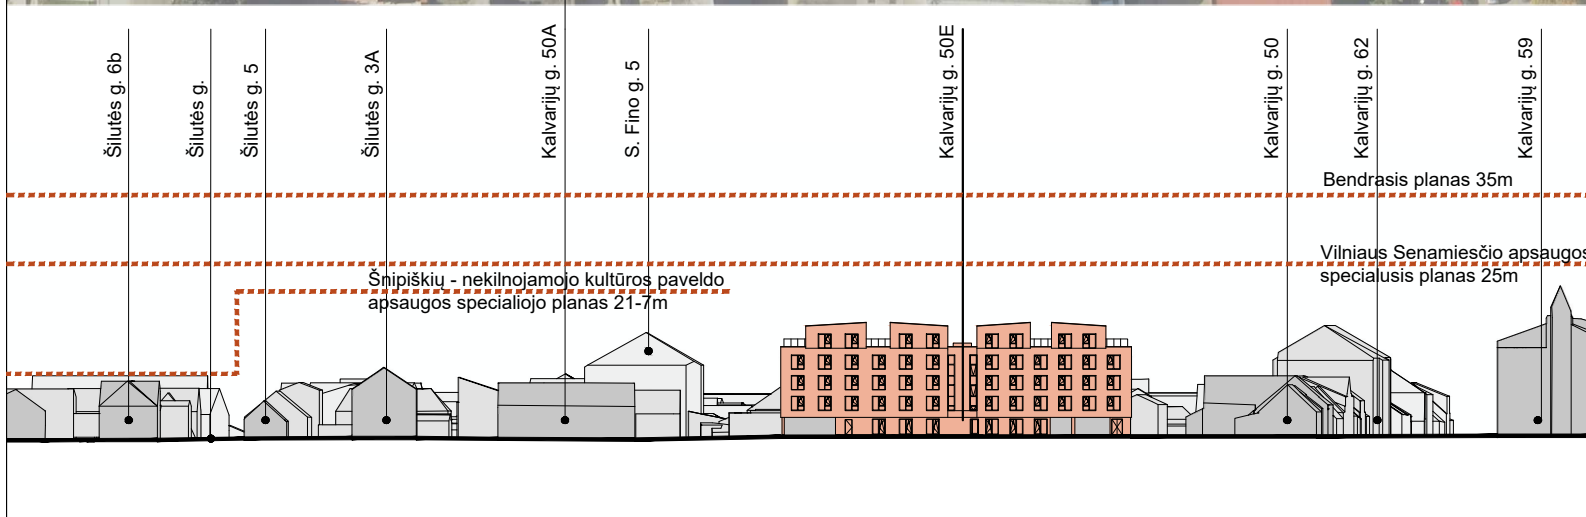 Šilutės g. 6b
Šilutės g.
Šilutės g. 5
Šilutės g. 3A
Kalvarijų g. 50A
S. Fino g. 5
Kalvarijų g. 50E
Kalvarijų g. 50
Kalvarijų g. 62
Kalvarijų g. 59
Bendrasis planas 35m
Vilniaus Senamiesčio apsaugos
specialusis planas 25m
Šnipiškių - nekilnojamojo kultūros paveldo
apsaugos specialiojo planas 21-7m